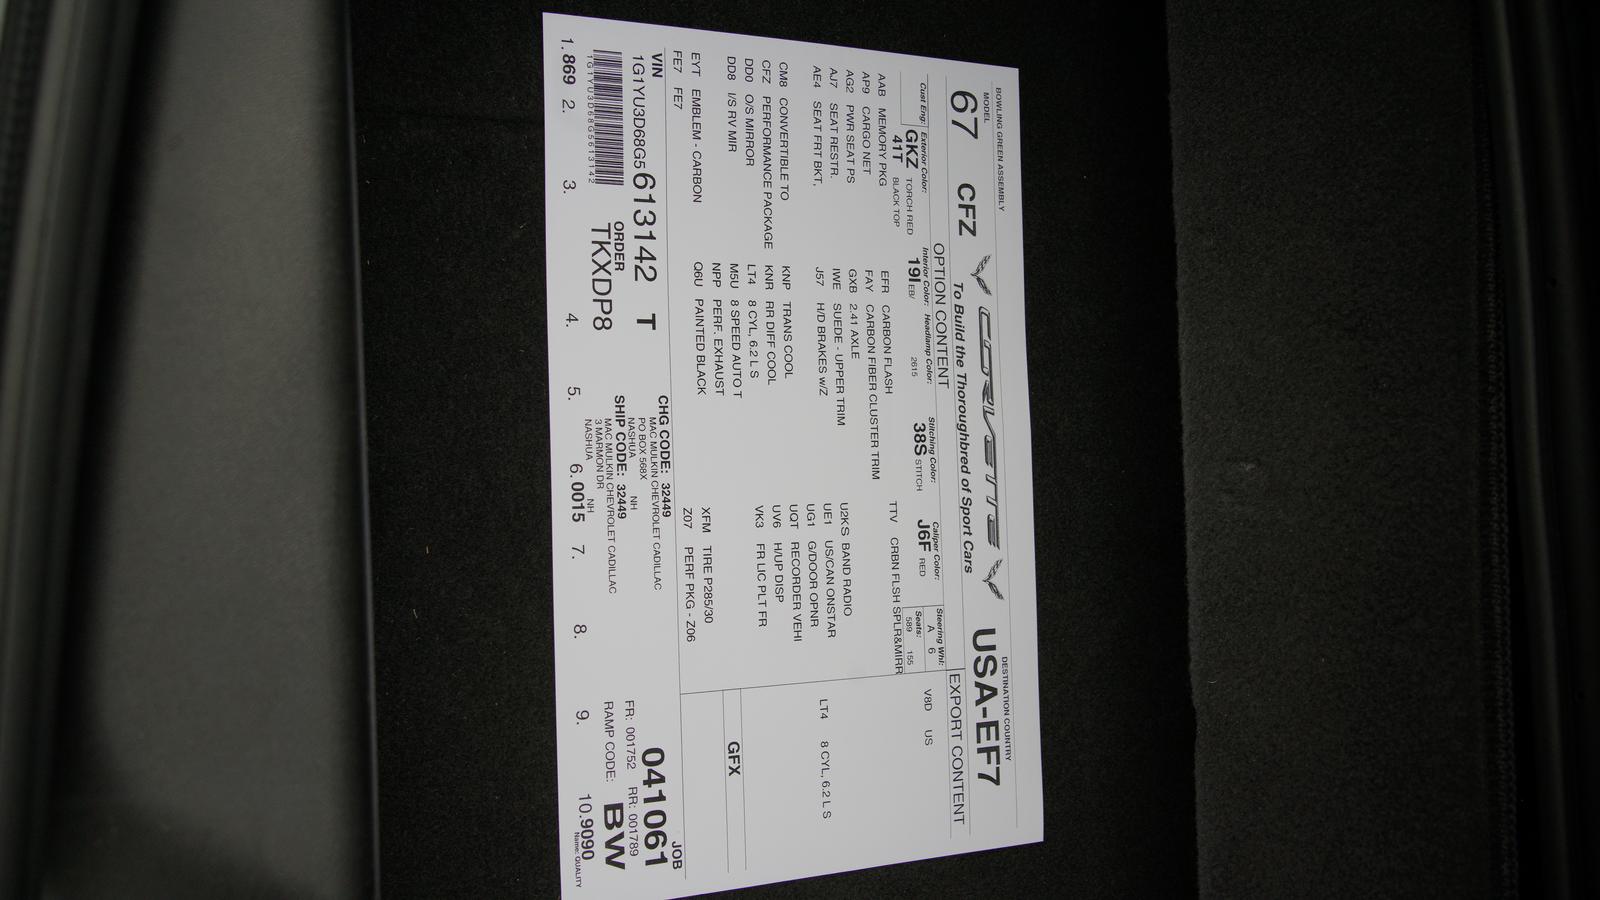 BOWLING GREEN ASSEMBLY
MODEL
67 CFZ
CORVETTE
To Build the Thoroughbred of Sport Cars
DESTINATION COUNTRY
USA-EF7
OPTION CONTENT
EXPORT CONTENT
Cust Eng: Exterior Color: Interior Color: Headlamp Color: Stitching Color: Caliper Color: Steering Whl:
GKZ TORCH RED 19I EB/ 2615 38S STITCH J6F RED A 6
41T BLACK TOP
Seats:
589 155
V8D US
AAB MEMORY PKG
AP9 CARGO NET
AG2 PWR SEAT PS
AJ7 SEAT RESTR.
AE4 SEAT FRT BKT,
CM8 CONVERTIBLE TO
CFZ PERFORMANCE PACKAGE
DD0 O/S MIRROR
DD8 I/S RV MIR
EYT EMBLEM - CARBON
FE7 FE7
EFR CARBON FLASH
FAY CARBON FIBER CLUSTER TRIM
GXB 2.41 AXLE
IWE SUEDE - UPPER TRIM
J57 H/D BRAKES w/Z
KNP TRANS COOL
KNR RR DIFF COOL
LT4 8 CYL, 6.2 L S
M5U 8 SPEED AUTO T
NPP PERF. EXHAUST
Q6U PAINTED BLACK
TTV CRBN FLSH SPLR&MIRR
U2K S BAND RADIO
UE1 US/CAN ONSTAR
UG1 G/DOOR OPNR
UQT RECORDER VEHI
UV6 H/UP DISP
VK3 FR LIC PLT FR
XFM TIRE P285/30
Z07 PERF PKG - Z06
LT4 8 CYL, 6.2 L S
GFX
VIN
1G1YU3D68G5613142 T
1G1YU3D68G5613142
ORDER
TKXDP8
CHG CODE: 32449
MAC MULKIN CHEVROLET CADILLAC
PO BOX 568X
NASHUA NH
SHIP CODE: 32449
MAC MULKIN CHEVROLET CADILLAC
3 MARMON DR
NASHUA NH
JOB
041061
FR: 001752 RR: 001789
RAMP CODE: BW
1. 869 2. 3. 4. 5. 6. 0015 7. 8. 9. 10. 9090
Name: QUALITY